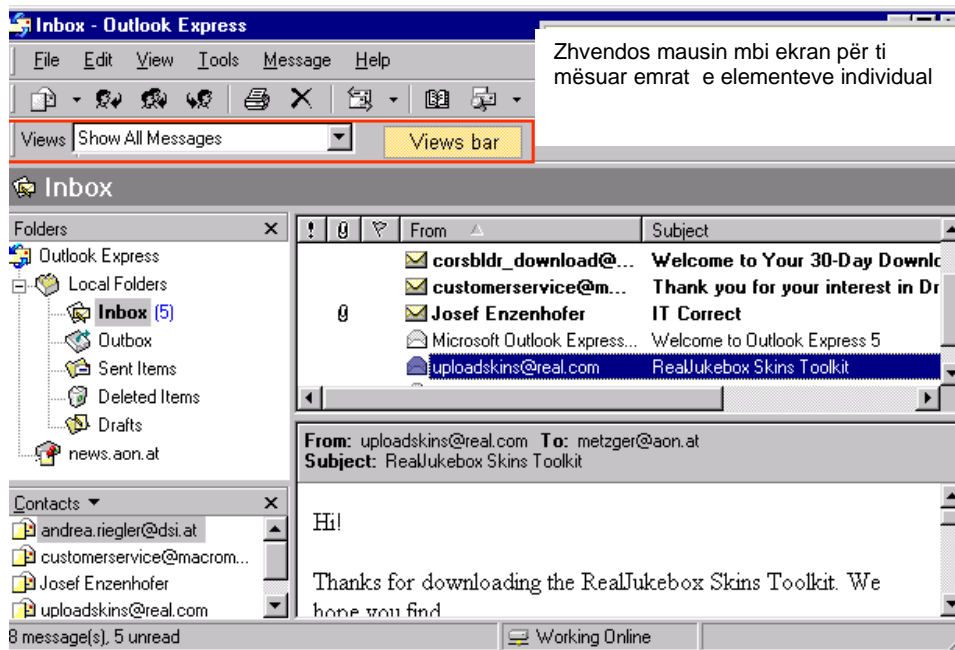 Inbox - Outlook Express
Zhvendos mausin mbi ekran për ti
mësuar emrat e elementeve individual
File Edit View Tools Message Help
Views Show All Messages Views bar
Inbox
Folders
Outlook Express
Local Folders
Inbox (5)
Outbox
Sent Items
Deleted Items
Drafts
news.aon.at
Contacts
andrea.riegler@dsi.at
customerservice@macrom...
Josef Enzenhofer
uploadskins@real.com
From Subject
corsbldr_download@... Welcome to Your 30-Day Downlc
customerservice@m... Thank you for your interest in Dr
Josef Enzenhofer IT Correct
Microsoft Outlook Express... Welcome to Outlook Express 5
uploadskins@real.com RealJukebox Skins Toolkit
From: uploadskins@real.com To: metzger@aon.at
Subject: RealJukebox Skins Toolkit
Hi!
Thanks for downloading the RealJukebox Skins Toolkit. We
hope you find
8 message(s), 5 unread Working Online